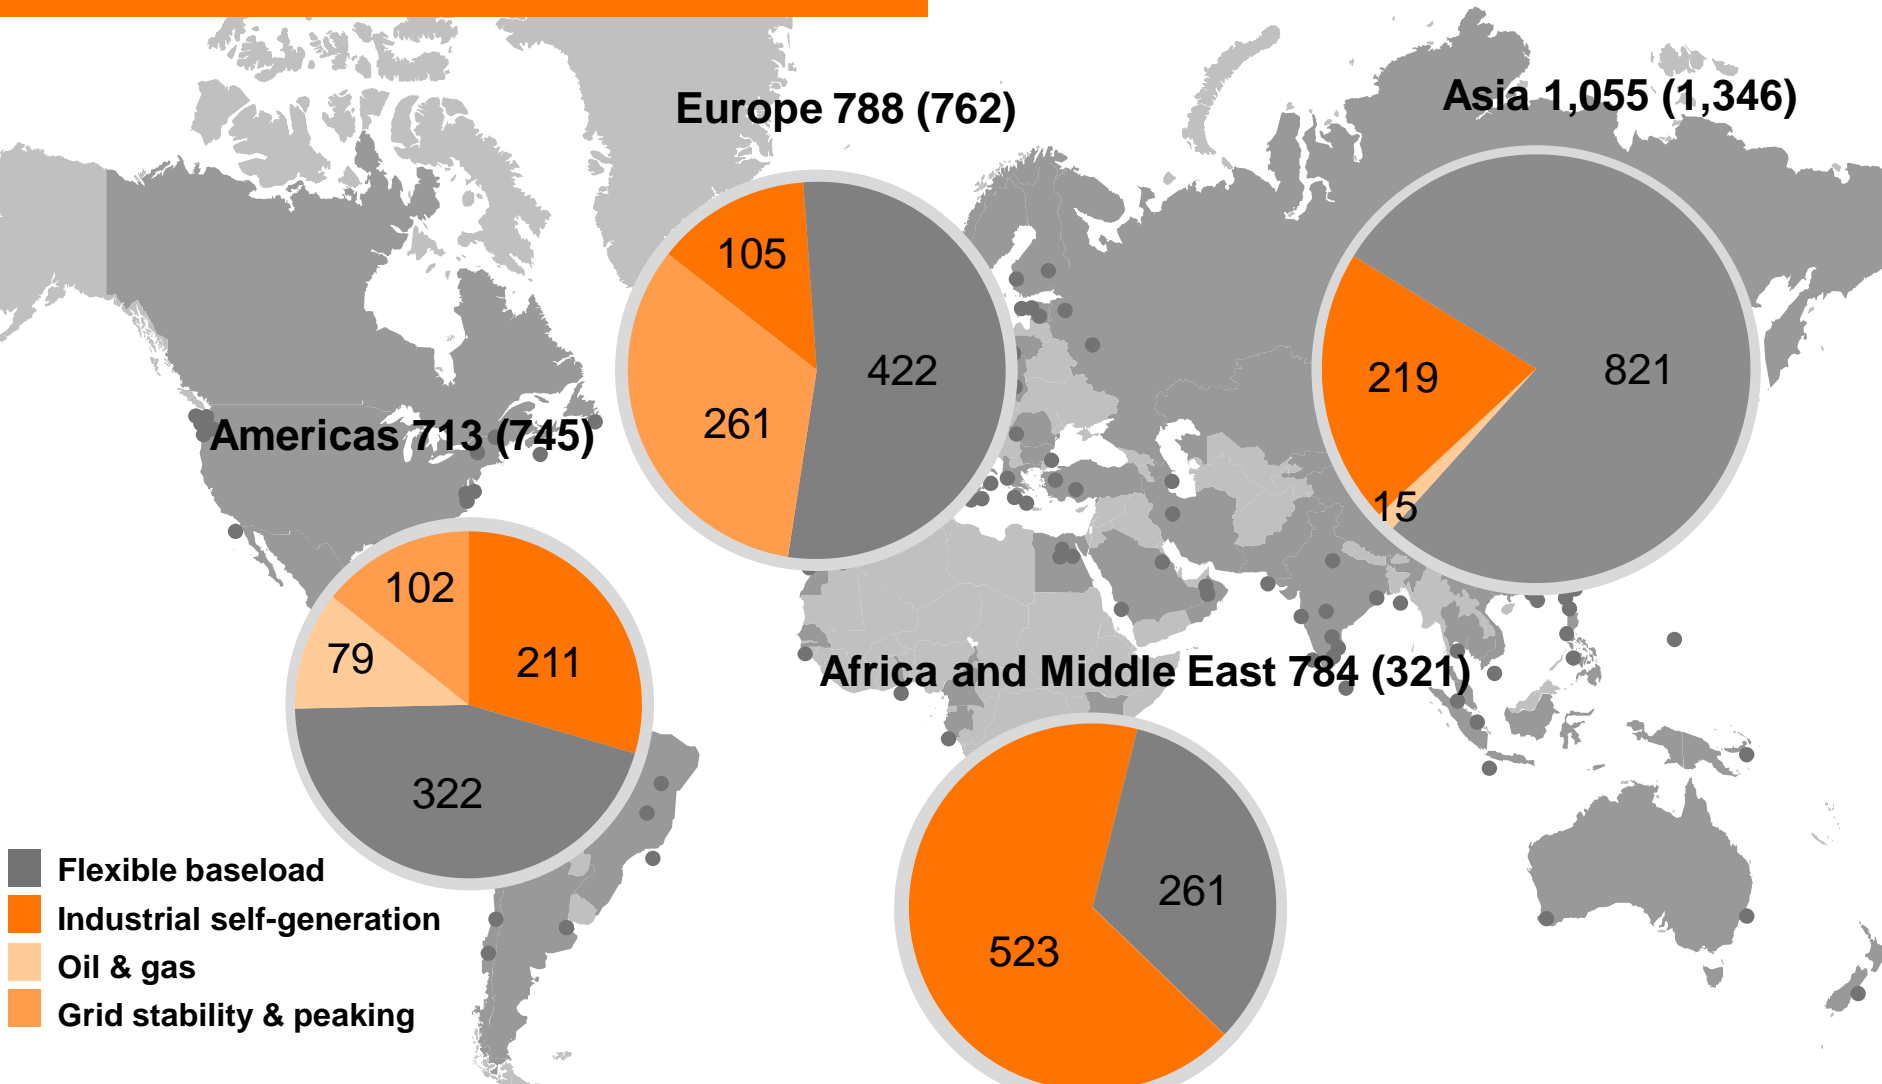 Europe 788 (762)
105
422
261
Asia 1,055 (1,346)
219
821
15
Americas 713 (745)
102
79
211
322
Africa and Middle East 784 (321)
261
523
Flexible baseload
Industrial self-generation
Oil & gas
Grid stability & peaking